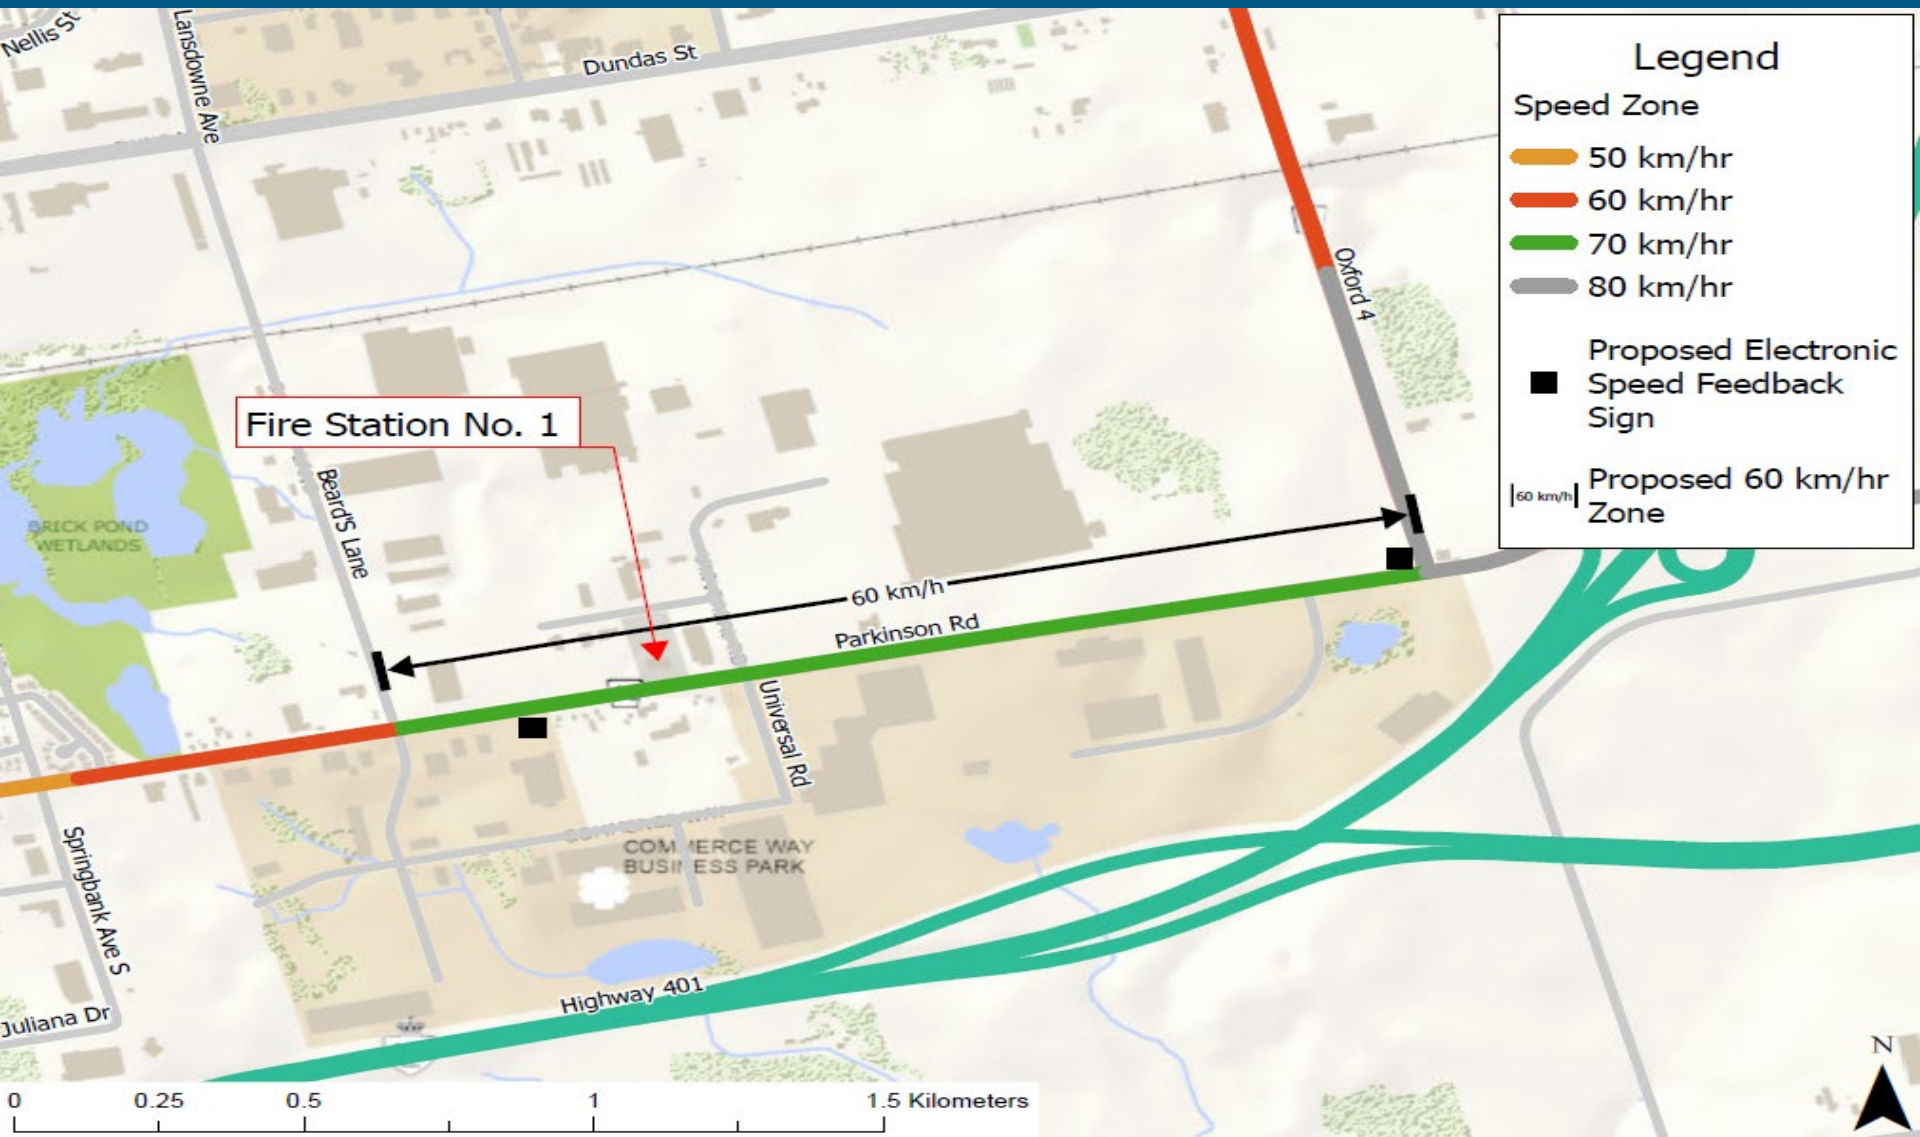 Nellis St
Lansdowne Ave
Dundas St
Legend
Speed Zone
50 km/hr
60 km/hr
70 km/hr
80 km/hr
Proposed Electronic
Speed Feedback
Sign
60 km/h
Proposed 60 km/hr
Zone
Oxford 4
Fire Station No. 1
Beard'S Lane
BRICK POND
WETLANDS
60 km/h
Parkinson Rd
Universal Rd
COMMERCE WAY
BUSINESS PARK
Springbank Ave S
Highway 401
Juliana Dr
N
0 0.25 0.5 1 1.5 Kilometers